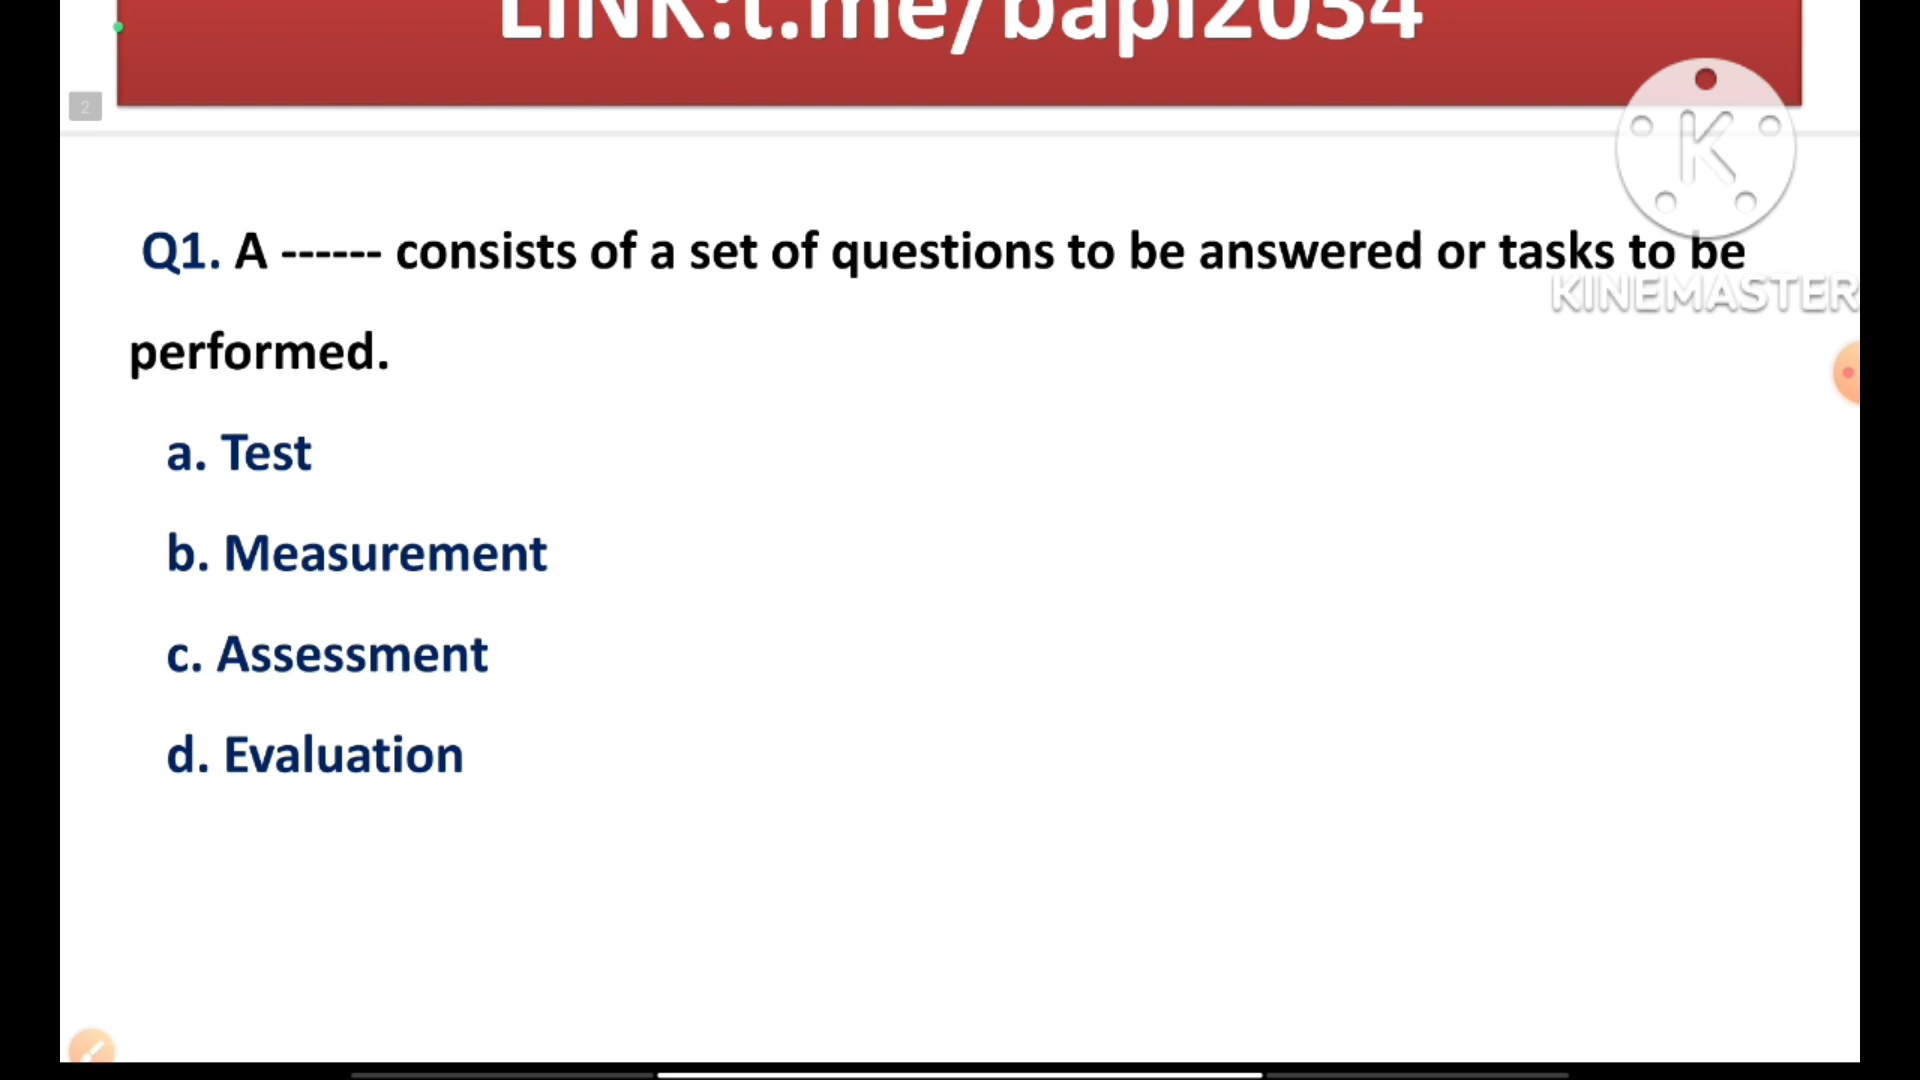 LINK:t.me/bapi2034
2
K
Q1. A ------ consists of a set of questions to be answered or tasks to be
KINEMASTER
performed.
a. Test
b. Measurement
c. Assessment
d. Evaluation